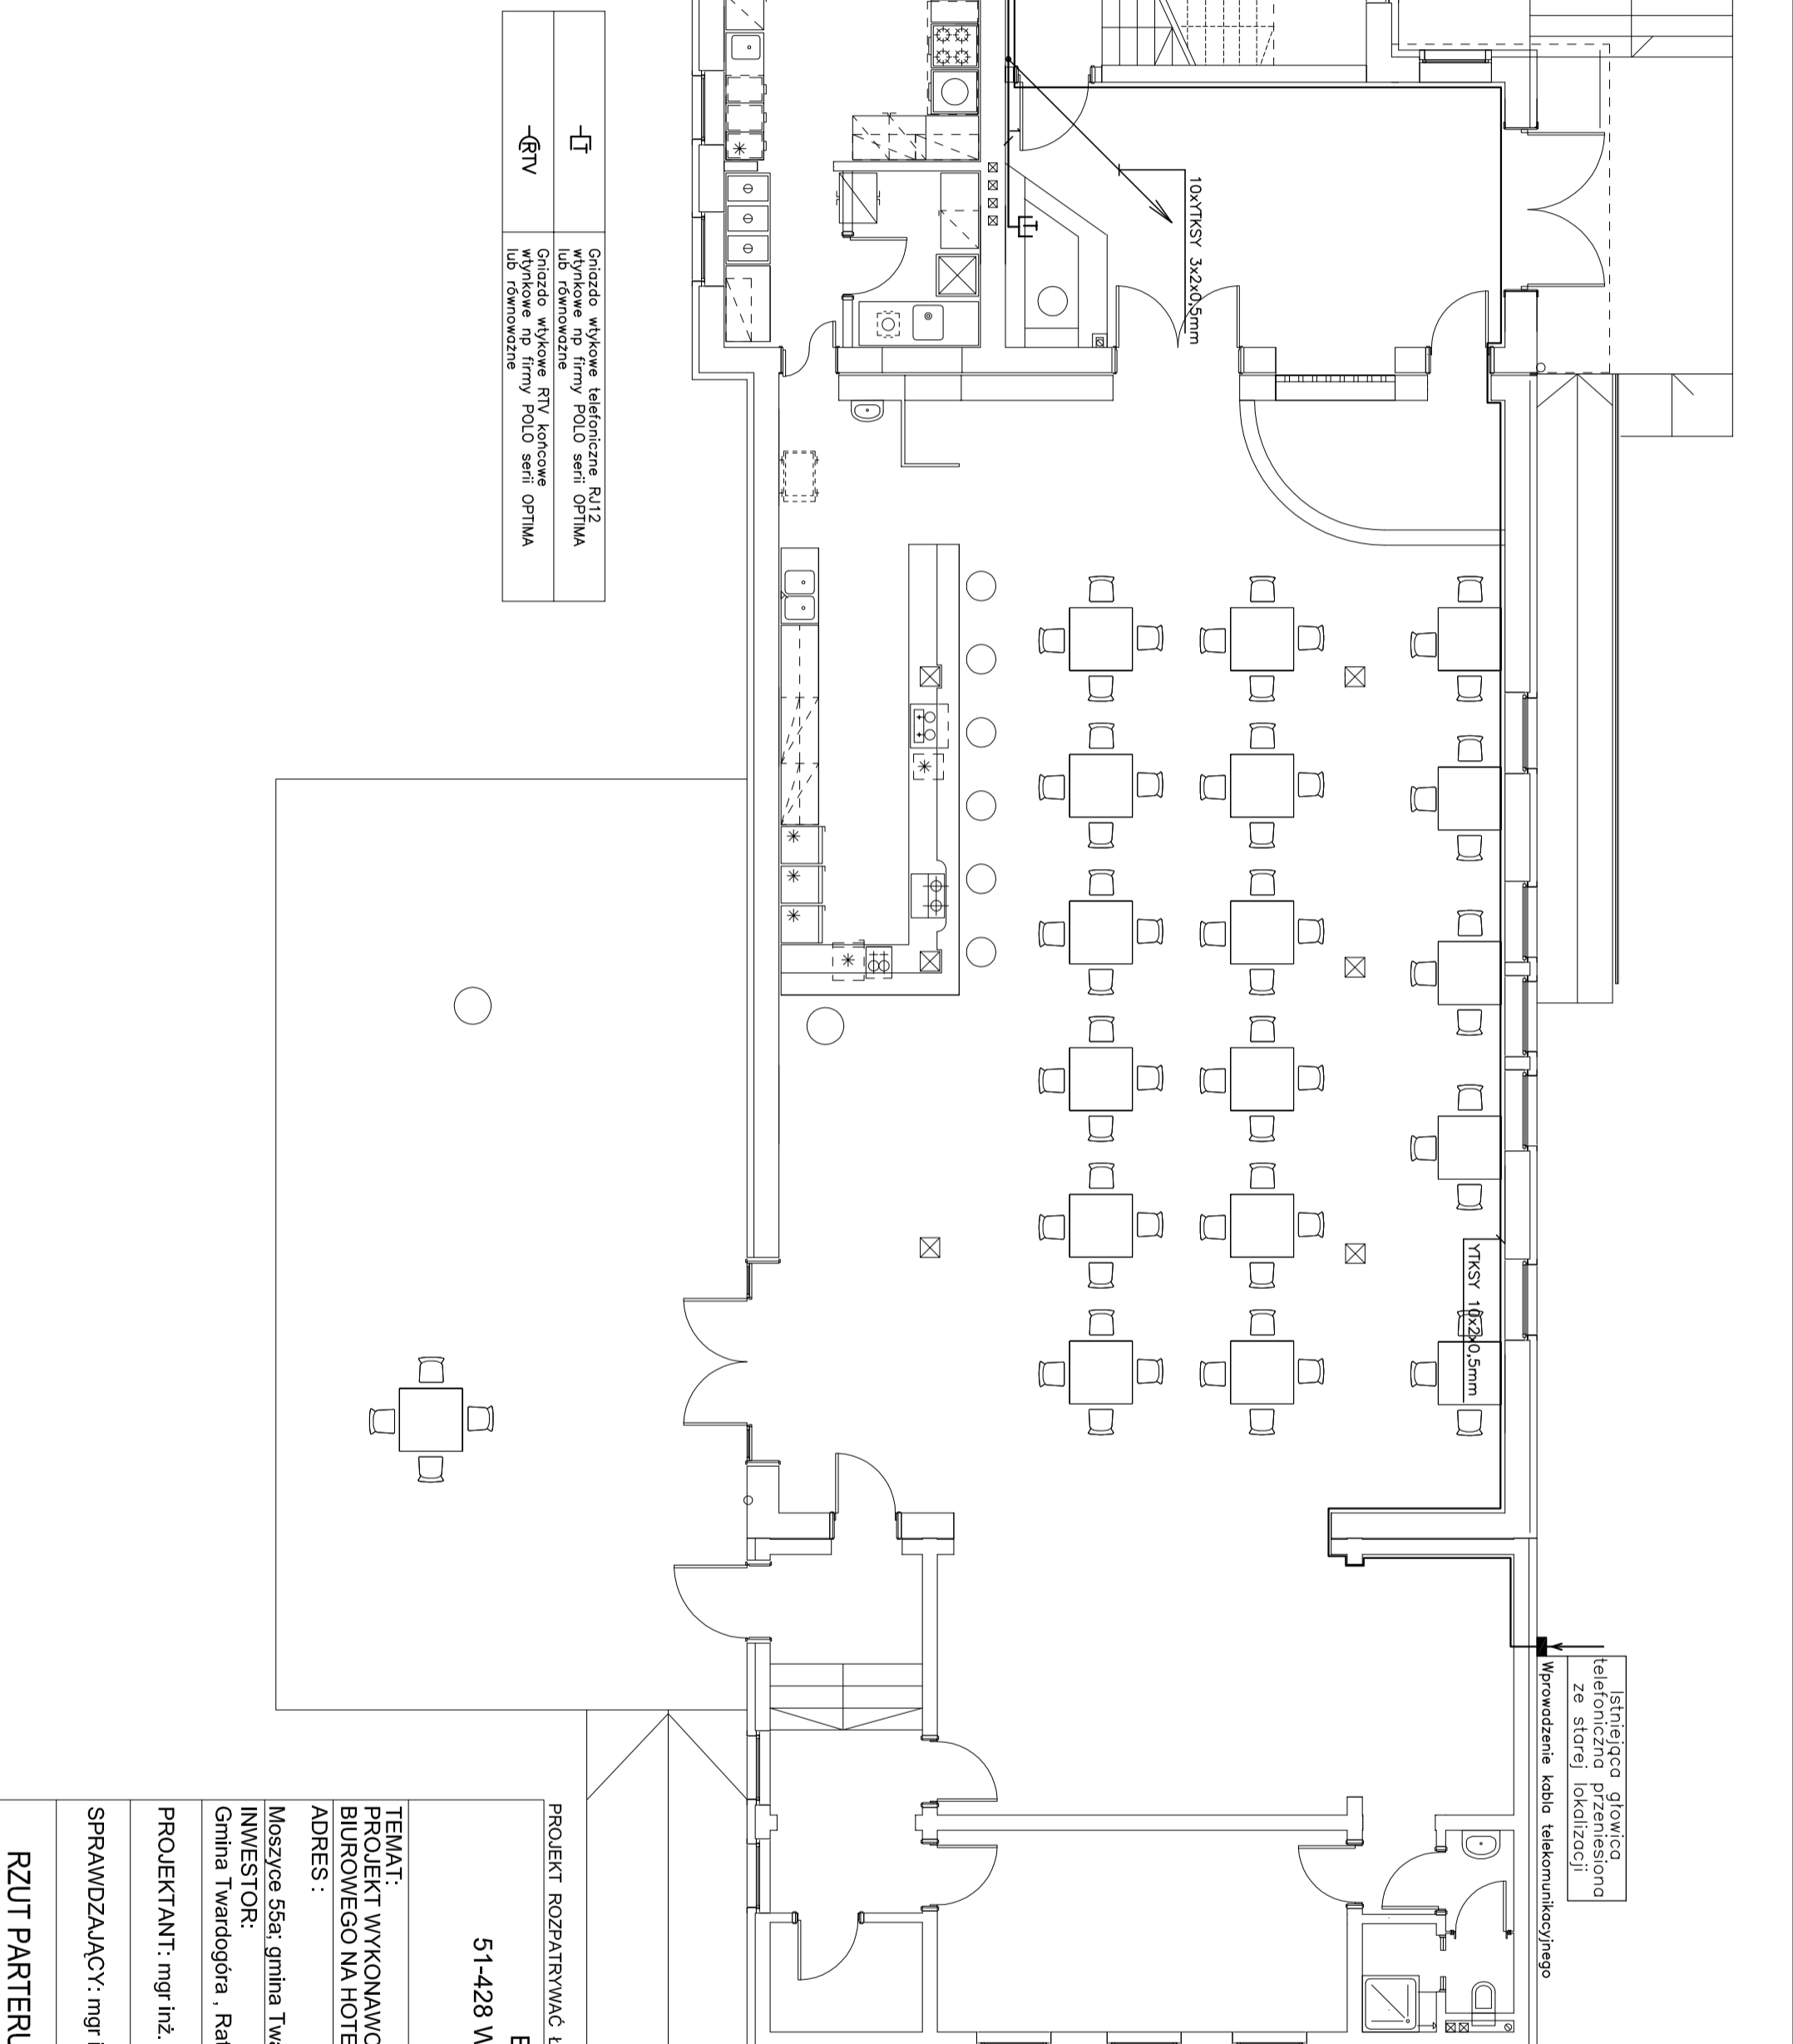 10xYTKSY 3x2x0,5mm
T
Gniazdo wtykowe telefoniczne RJ12
wtynkowe np firmy POLO serii OPTIMA
lub równoważne
RTV
Gniazdo wtykowe RTV końcowe
wtynkowe np firmy POLO serii OPTIMA
lub równoważne
T
YTKSY 10x2x0,5mm
Istniejąca głowica
telefoniczna przeniesiona
ze starej lokalizacji
Wprowadzenie kabla telekomunikacyjnego
PROJEKT ROZPATRYWAĆ
51-428 W
TEMAT:
PROJEKT WYKONAWC
BIUROWEGO NA HOTE
ADRES :
Moszyce 55a; gmina Twa
INWESTOR:
Gmina Twardogóra , Rat
PROJEKTANT: mgr inż.
SPRAWDZAJĄCY: mgr i
RZUT PARTERU